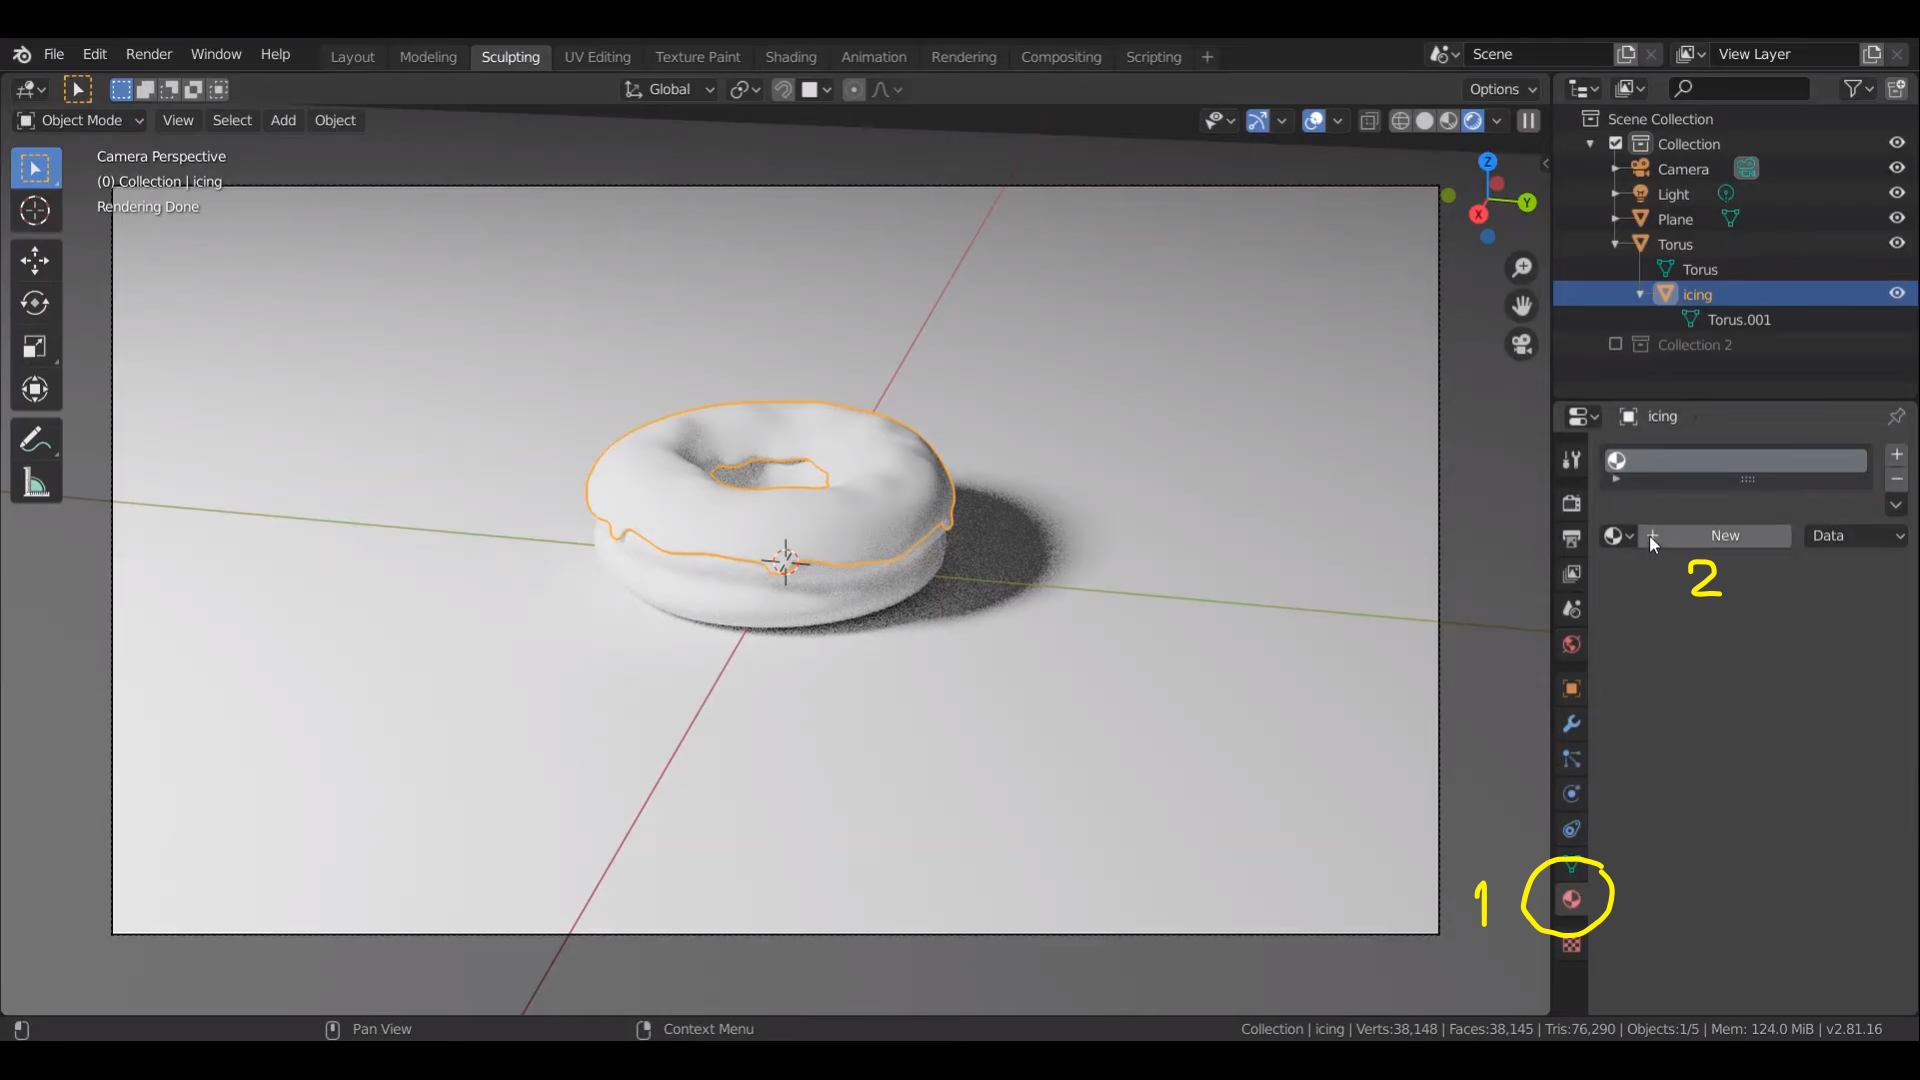 File Edit Render Window Help Layout Modeling Sculpting UV Editing Texture Paint Shading Animation Rendering Compositing Scripting + Scene View Layer
Global Options
Object Mode View Select Add Object
Camera Perspective
(0) Collection | icing
Rendering Done
Z
Y
X
Scene Collection
Collection
Camera
Light
Plane
Torus
Torus
icing
Torus.001
Collection 2
icing
New Data
2
1
Pan View Context Menu Collection | icing | Verts:38,148 | Faces:38,145 | Tris:76,290 | Objects:1/5 | Mem: 124.0 MiB | v2.81.16